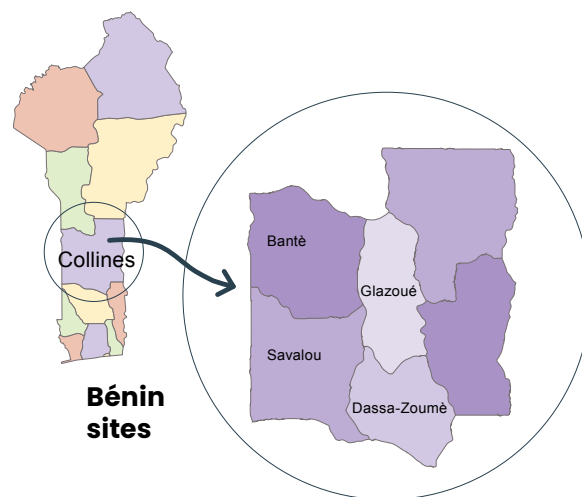 Collines
Bénin
sites
Bantè
Glazoué
Savalou
Dassa-Zoumè